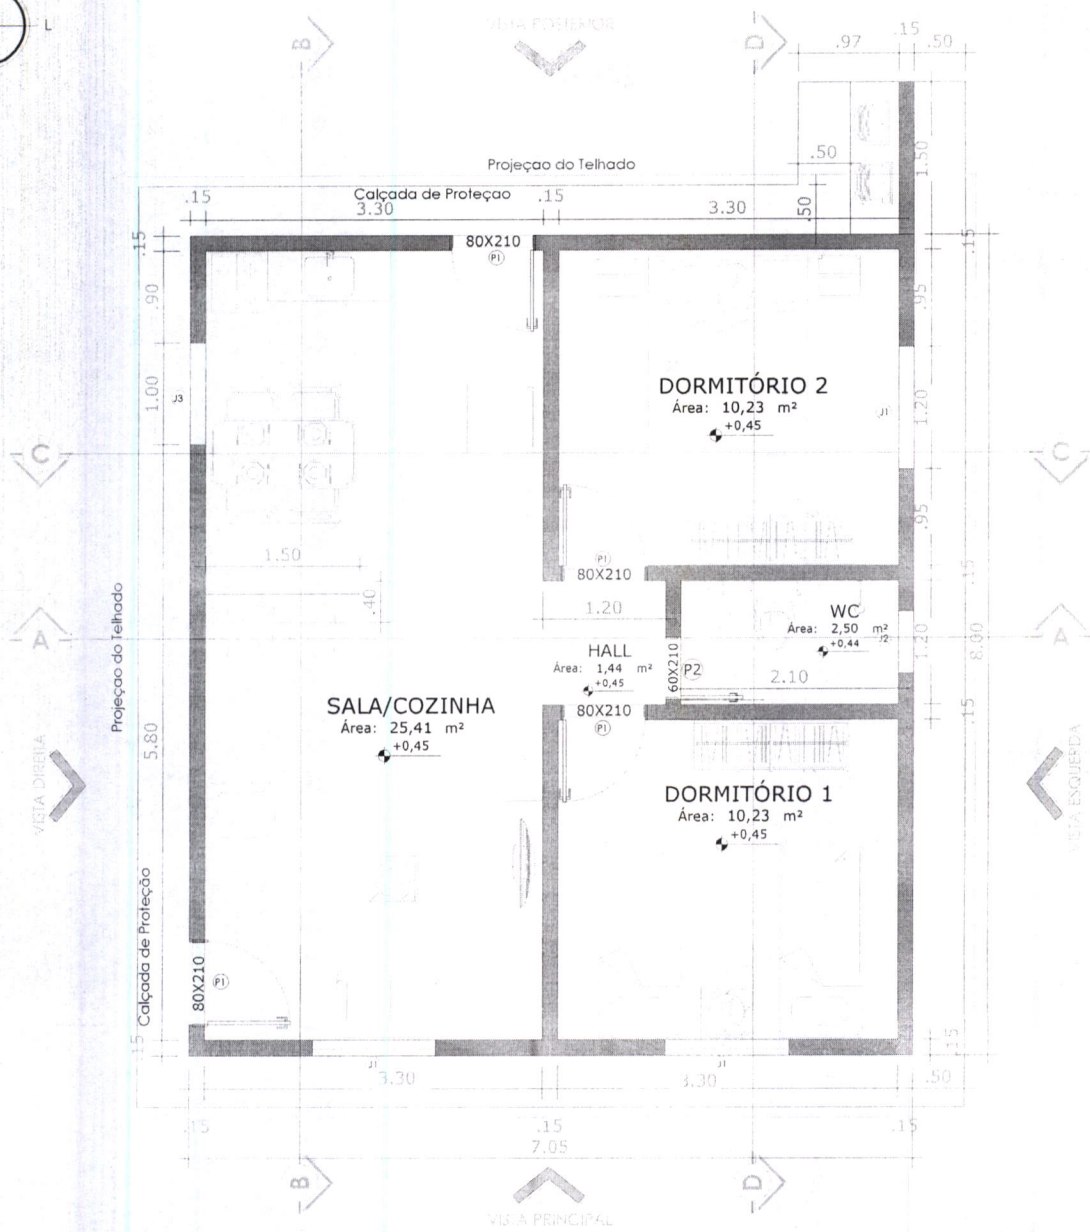 L
VISTA POSTERIOR
B
D
.15
.97
.50
Projeçao do Telhado
.50
1.50
Calçada de Proteçao
.15
3.30
.15
3.30
.50
.15
80X210
P1
.15
.90
.95
1.00
J3
DORMITÓRIO 2
Área: 10,23 m²
+0,45
J1
1.20
C
C
.95
1.50
P1
80X210
.15
.40
1.20
Projeçao do Telhado
A
WC
Área: 2,50 m²
+0,44
J2
1.20
8.00
A
HALL
Área: 1,44 m²
+0,45
60X210
P2
2.10
SALA/COZINHA
Área: 25,41 m²
+0,45
80X210
P1
.15
5.80
VISTA DIREITA
VISTA ESQUERDA
DORMITÓRIO 1
Área: 10,23 m²
+0,45
Calçada de Proteção
80X210
P1
.15
.15
J1
3.30
J1
3.30
.50
.15
.15
.15
7.05
B
D
VISTA PRINCIPAL